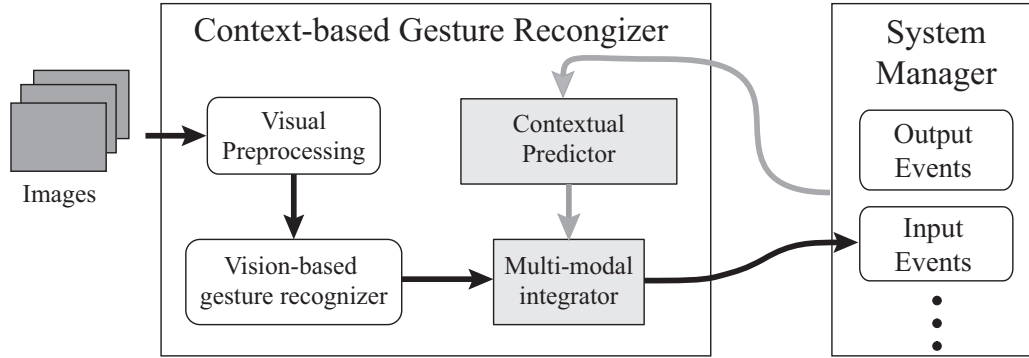 Context-based Gesture Recongizer
System
Manager
Images
Visual
Preprocessing
Contextual
Predictor
Output
Events
Vision-based
gesture recognizer
Multi-modal
integrator
Input
Events